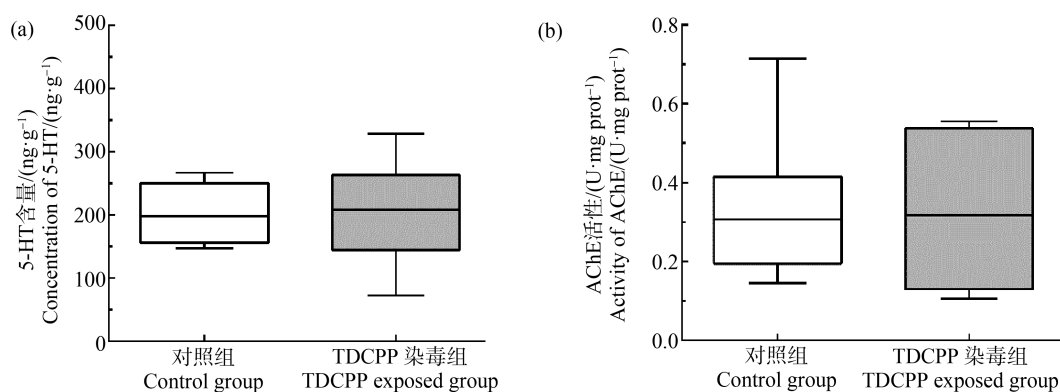 (a)
5-HT含量/(ng·g⁻¹)
Concentration of 5-HT/(ng·g⁻¹)
500
400
300
200
100
0
对照组
Control group
TDCPP 染毒组
TDCPP exposed group
(b)
AChE活性/(U·mg prot⁻¹)
Activity of AChE/(U·mg prot⁻¹)
0.8
0.6
0.4
0.2
0.0
对照组
Control group
TDCPP 染毒组
TDCPP exposed group